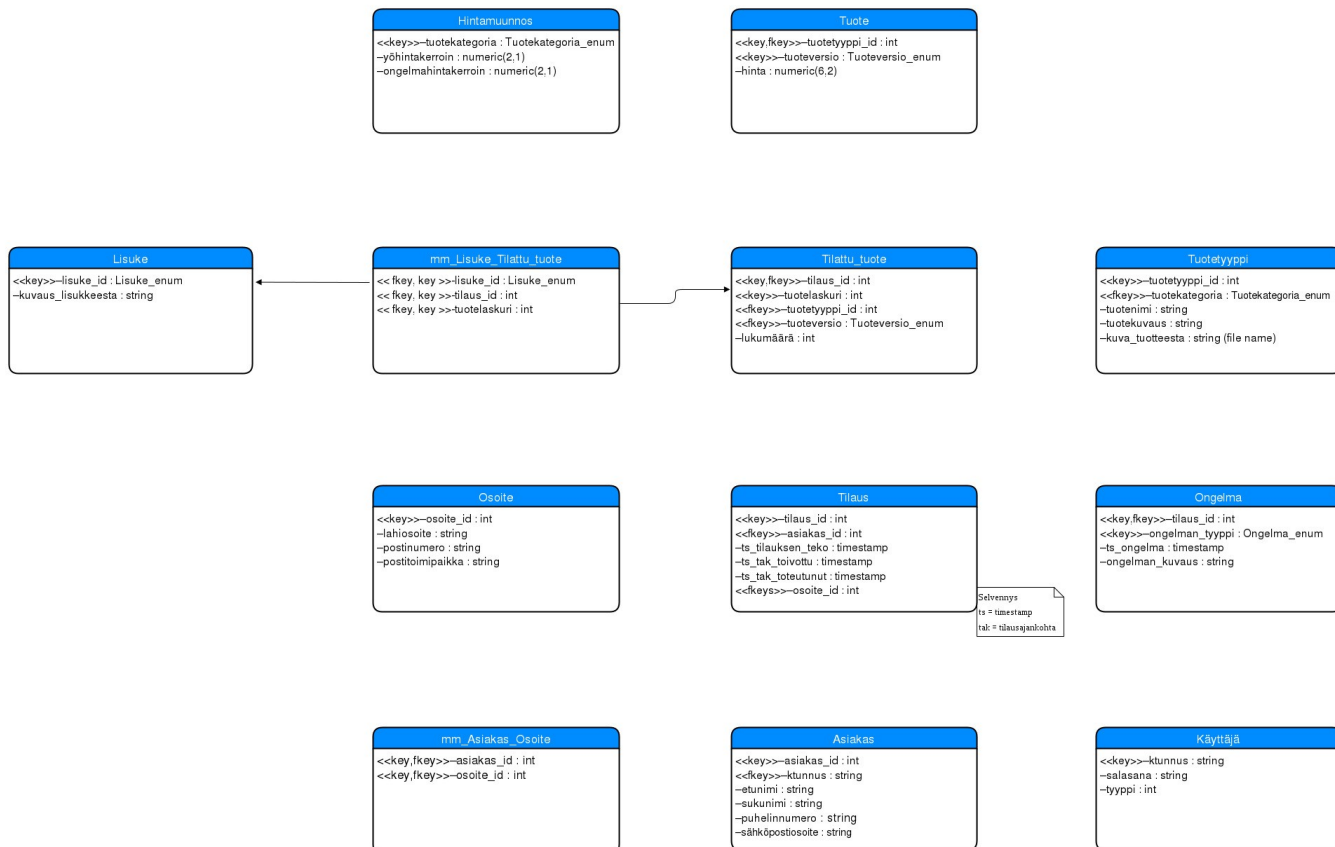 Hintamuunnos
<<key>>–tuotekategoria : Tuotekategoria_enum
–yöhintakerroin : numeric(2,1)
–ongelmahintakerroin : numeric(2,1)
Tuote
<<key,fkey>>–tuotetyyppi_id : int
<<key>>–tuoteversio : Tuoteversio_enum
–hinta : numeric(6,2)
Lisuke
<<key>>–lisuke_id : Lisuke_enum
–kuvaus_lisukkeesta : string
mm_Lisuke_Tilattu_tuote
<< fkey, key >>-lisuke_id : Lisuke_enum
<< fkey, key >>-tilaus_id : int
<< fkey, key >>-tuotelaskuri : int
Tilattu_tuote
<<key,fkey>>–tilaus_id : int
<<key>>–tuotelaskuri : int
<<fkey>>–tuotetyyppi_id : int
<<fkey>>–tuoteversio : Tuoteversio_enum
–lukumäärä : int
Tuotetyyppi
<<key>>–tuotetyyppi_id : int
<<fkey>>–tuotekategoria : Tuotekategoria_enum
–tuotenimi : string
–tuotekuvaus : string
–kuva_tuotteesta : string (file name)
Osoite
<<key>>–osoite_id : int
–lahiosoite : string
–postinumero : string
–postitoimipaikka : string
Tilaus
<<key>>–tilaus_id : int
<<fkey>>–asiakas_id : int
–ts_tilauksen_teko : timestamp
–ts_tak_toivottu : timestamp
–ts_tak_toteutunut : timestamp
<<fkeys>>–osoite_id : int
Selvennys
ts = timestamp
tak = tilausajankohta
Ongelma
<<key,fkey>>–tilaus_id : int
<<key>>–ongelman_tyyppi : Ongelma_enum
–ts_ongelma : timestamp
–ongelman_kuvaus : string
mm_Asiakas_Osoite
<<key,fkey>>–asiakas_id : int
<<key,fkey>>–osoite_id : int
Asiakas
<<key>>–asiakas_id : int
<<fkey>>–ktunnus : string
–etunimi : string
–sukunimi : string
–puhelinnumero : string
–sähköpostiosoite : string
Käyttäjä
<<key>>–ktunnus : string
–salasana : string
–tyyppi : int